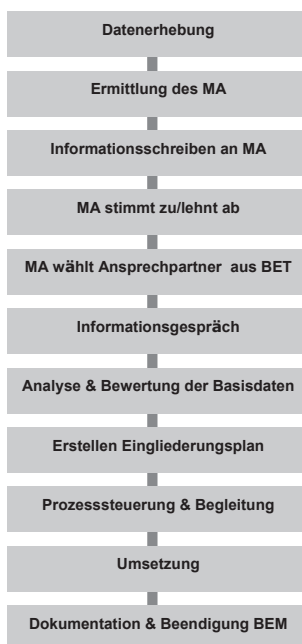 Datenerhebung
Ermittlung des MA
Informationsschreiben an MA
MA stimmt zu/lehnt ab
MA wählt Ansprechpartner aus BET
Informationsgespräch
Analyse & Bewertung der Basisdaten
Erstellen Eingliederungsplan
Prozesssteuerung & Begleitung
Umsetzung
Dokumentation & Beendigung BEM